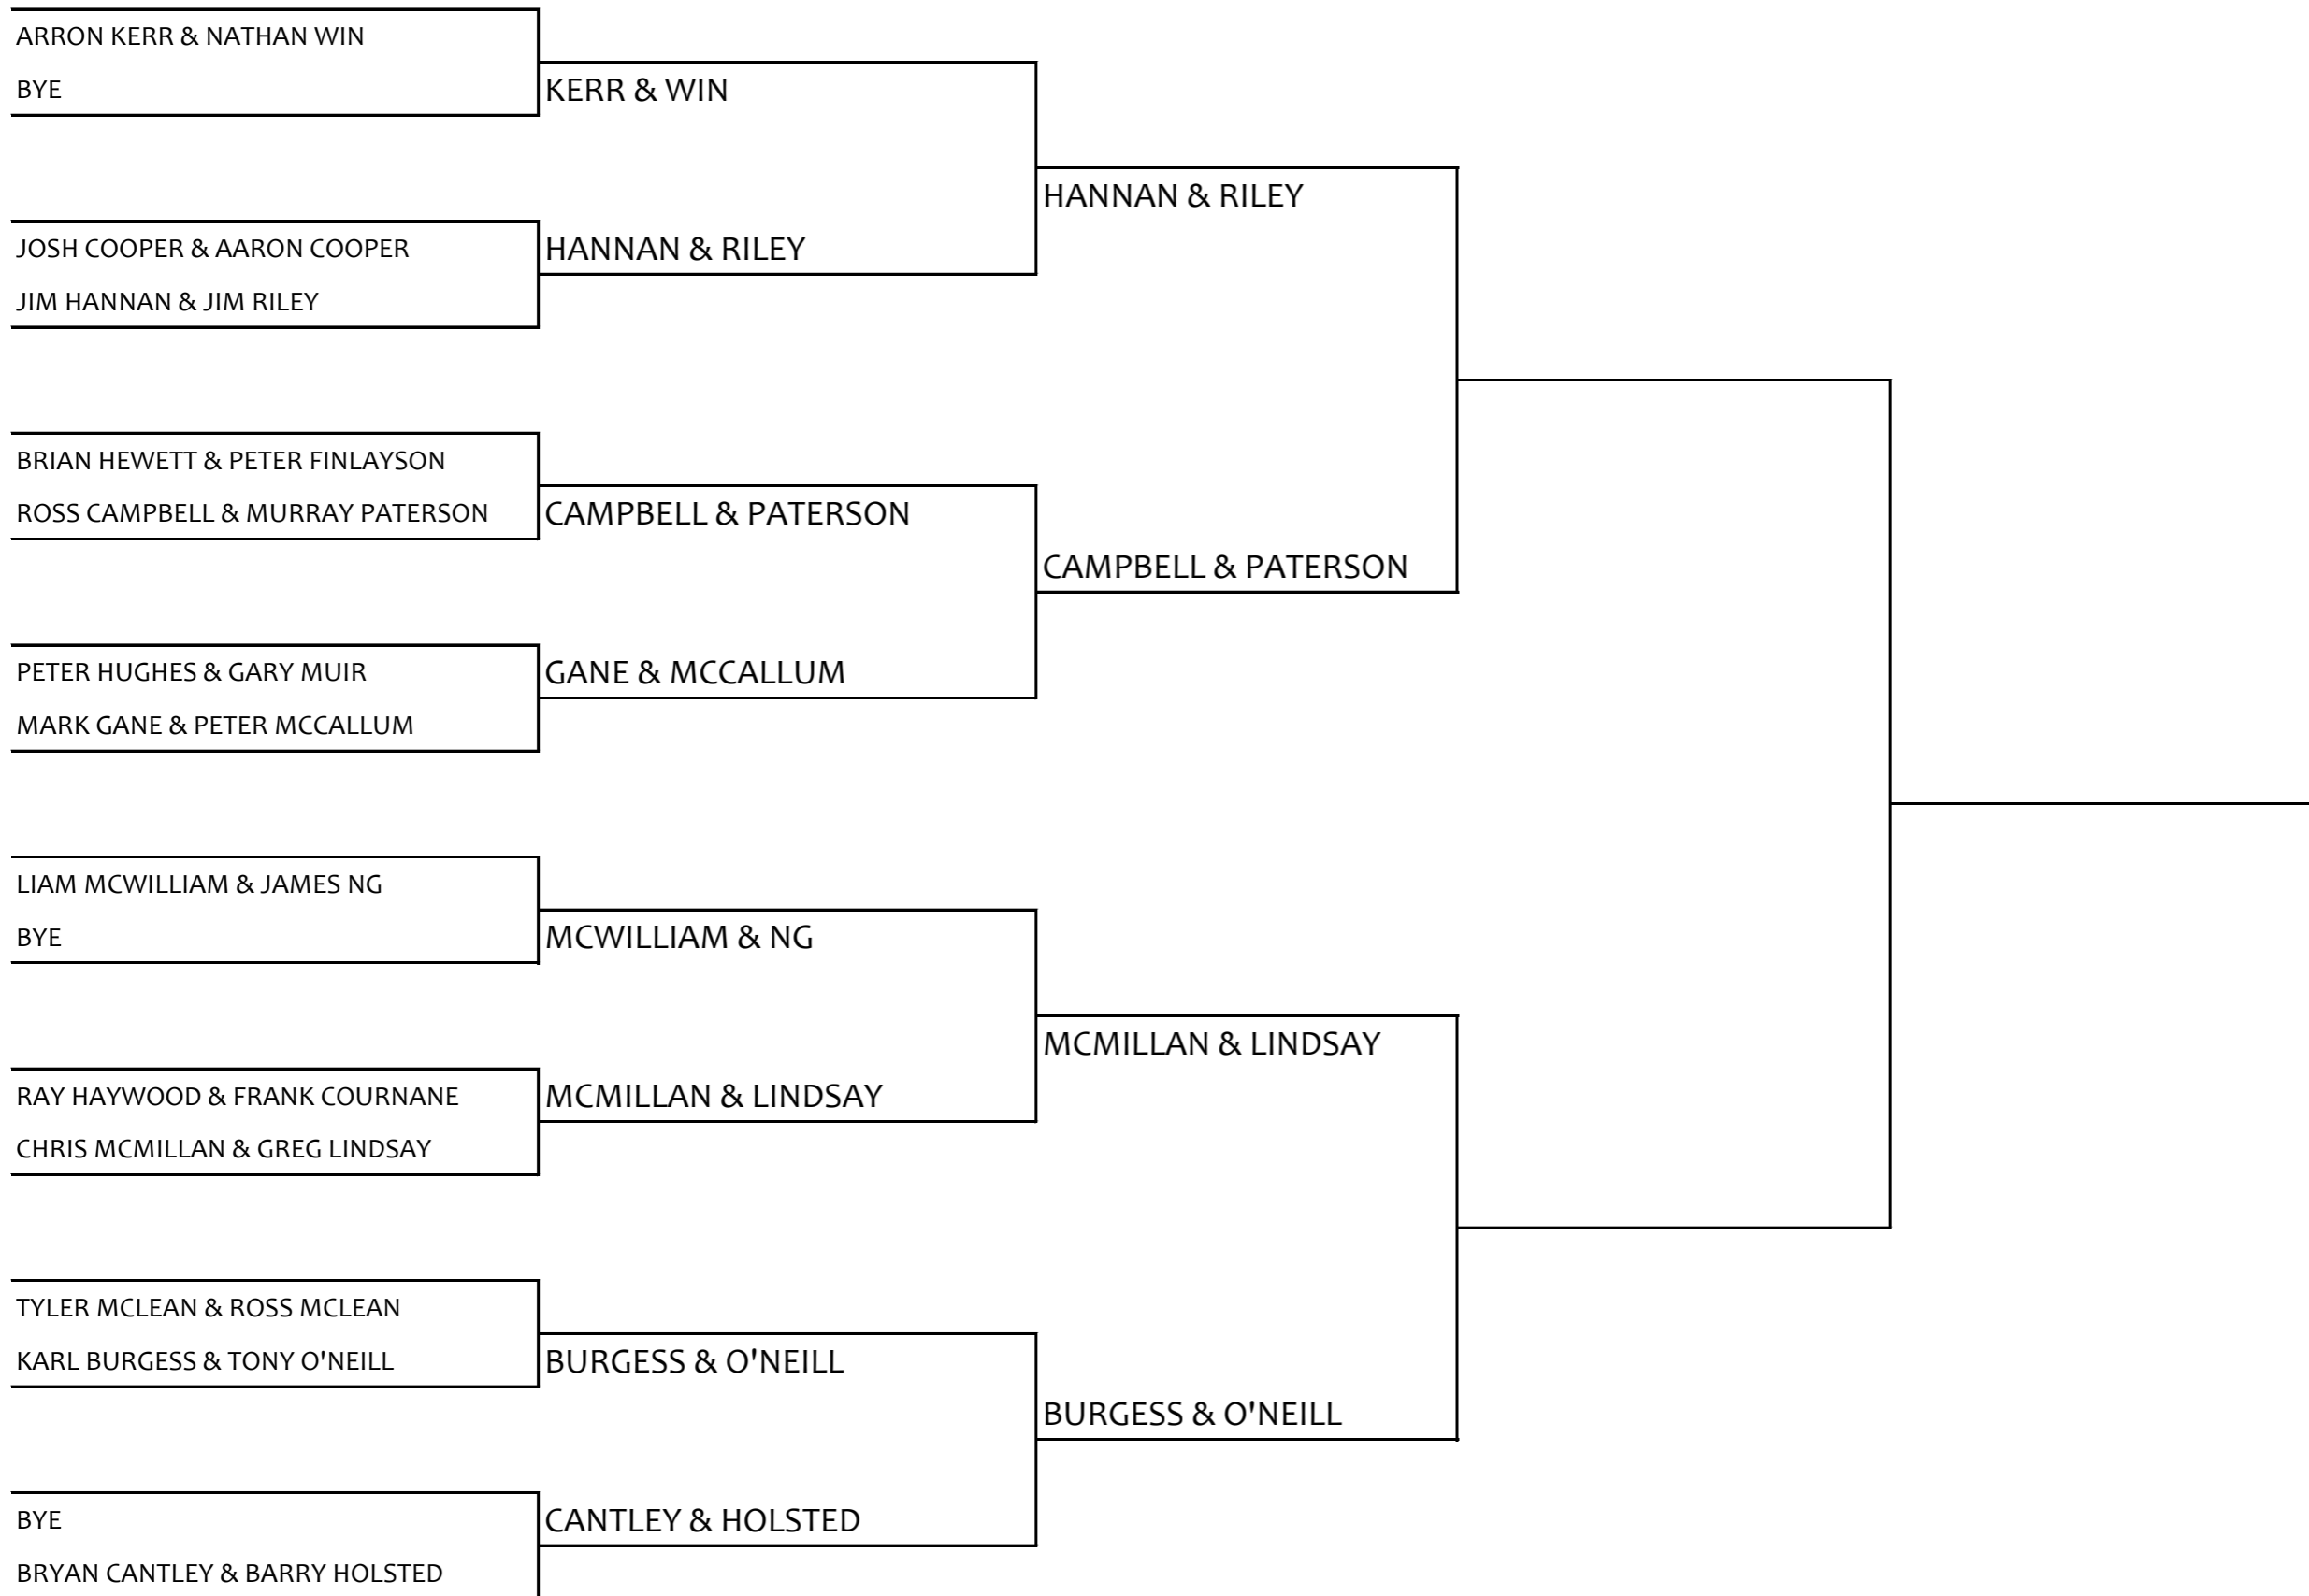 ARRON KERR & NATHAN WIN
BYE
KERR & WIN
HANNAN & RILEY
JOSH COOPER & AARON COOPER
HANNAN & RILEY
JIM HANNAN & JIM RILEY
BRIAN HEWETT & PETER FINLAYSON
ROSS CAMPBELL & MURRAY PATERSON
CAMPBELL & PATERSON
CAMPBELL & PATERSON
PETER HUGHES & GARY MUIR
GANE & MCCALLUM
MARK GANE & PETER MCCALLUM
LIAM MCWILLIAM & JAMES NG
BYE
MCWILLIAM & NG
MCMILLAN & LINDSAY
RAY HAYWOOD & FRANK COURNANE
MCMILLAN & LINDSAY
CHRIS MCMILLAN & GREG LINDSAY
TYLER MCLEAN & ROSS MCLEAN
KARL BURGESS & TONY O'NEILL
BURGESS & O'NEILL
BURGESS & O'NEILL
BYE
CANTLEY & HOLSTED
BRYAN CANTLEY & BARRY HOLSTED